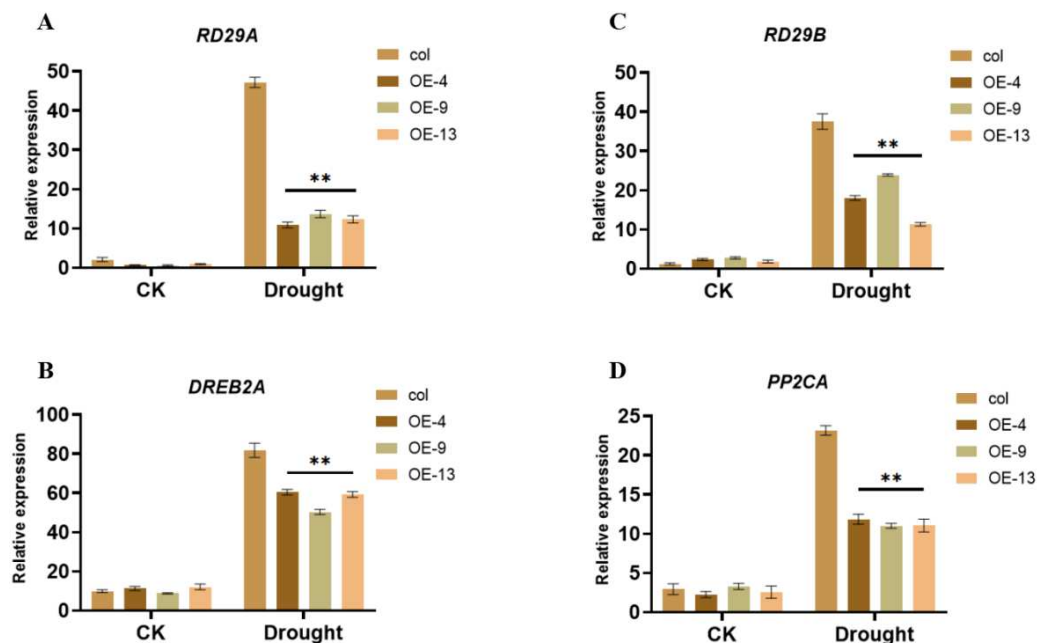 A
RD29A
col
OE-4
OE-9
OE-13
Relative expression
50
40
30
20
10
0
**
CK
Drought
C
RD29B
col
OE-4
OE-9
OE-13
Relative expression
50
40
30
20
10
0
**
CK
Drought
B
DREB2A
col
OE-4
OE-9
OE-13
Relative expression
100
80
60
40
20
0
**
CK
Drought
D
PP2CA
col
OE-4
OE-9
OE-13
Relative expression
25
20
15
10
5
0
**
CK
Drought